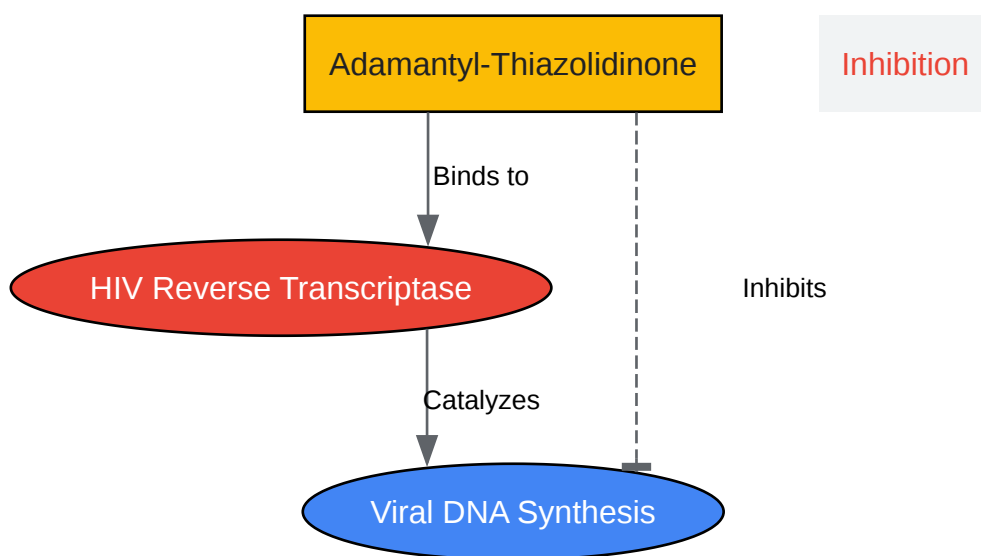 Adamantyl-Thiazolidinone
Inhibition
Binds to
HIV Reverse Transcriptase
Inhibits
Catalyzes
Viral DNA Synthesis